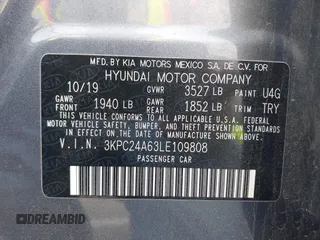 MFD. BY KIA MOTORS MEXICO S.A. DE C.V. FOR
HYUNDAI MOTOR COMPANY
10/19 GVWR 3527 LB PAINT U4G
GAWR FRONT 1940 LB GAWR REAR 1852 LB TRIM TRY
THIS VEHICLE CONFORMS TO ALL APPLICABLE U.S. FEDERAL MOTOR VEHICLE
SAFETY, BUMPER, AND THEFT PREVENTION STANDARDS IN EFFECT
ON THE DATE OF MANUFACTURE SHOWN ABOVE.
V.I.N. 3KPC24A63LE109808
PASSENGER CAR
DREAMBID